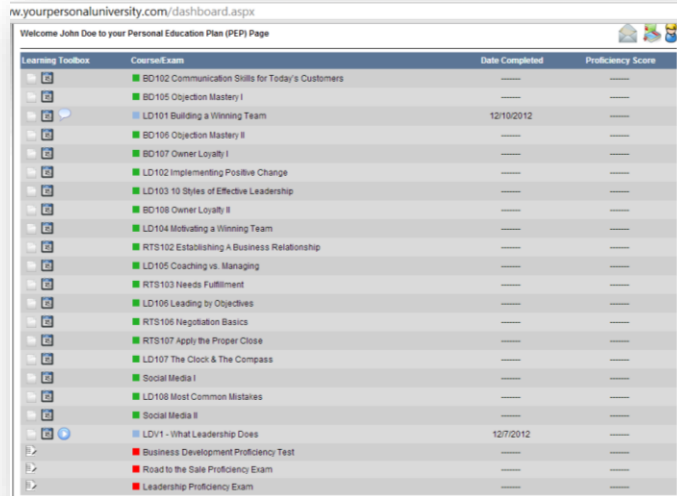 w.yourpersonaluniversity.com/dashboard.aspx
Welcome John Doe to your Personal Education Plan (PEP) Page
Learning Toolbox Course/Exam Date Completed Proficiency Score
BD102 Communication Skills for Today's Customers ----- -----
BD105 Objection Mastery I ----- -----
LD101 Building a Winning Team 12/10/2012 -----
BD106 Objection Mastery II ----- -----
BD107 Owner Loyalty I ----- -----
LD102 Implementing Positive Change ----- -----
LD103 10 Styles of Effective Leadership ----- -----
BD108 Owner Loyalty II ----- -----
LD104 Motivating a Winning Team ----- -----
RTS102 Establishing A Business Relationship ----- -----
LD105 Coaching vs. Managing ----- -----
RTS103 Needs Fulfillment ----- -----
LD106 Leading by Objectives ----- -----
RTS106 Negotiation Basics ----- -----
RTS107 Apply the Proper Close ----- -----
LD107 The Clock & The Compass ----- -----
Social Media I ----- -----
LD108 Most Common Mistakes ----- -----
Social Media II ----- -----
LDV1 - What Leadership Does 12/7/2012 -----
Business Development Proficiency Test ----- -----
Road to the Sale Proficiency Exam ----- -----
Leadership Proficiency Exam ----- -----